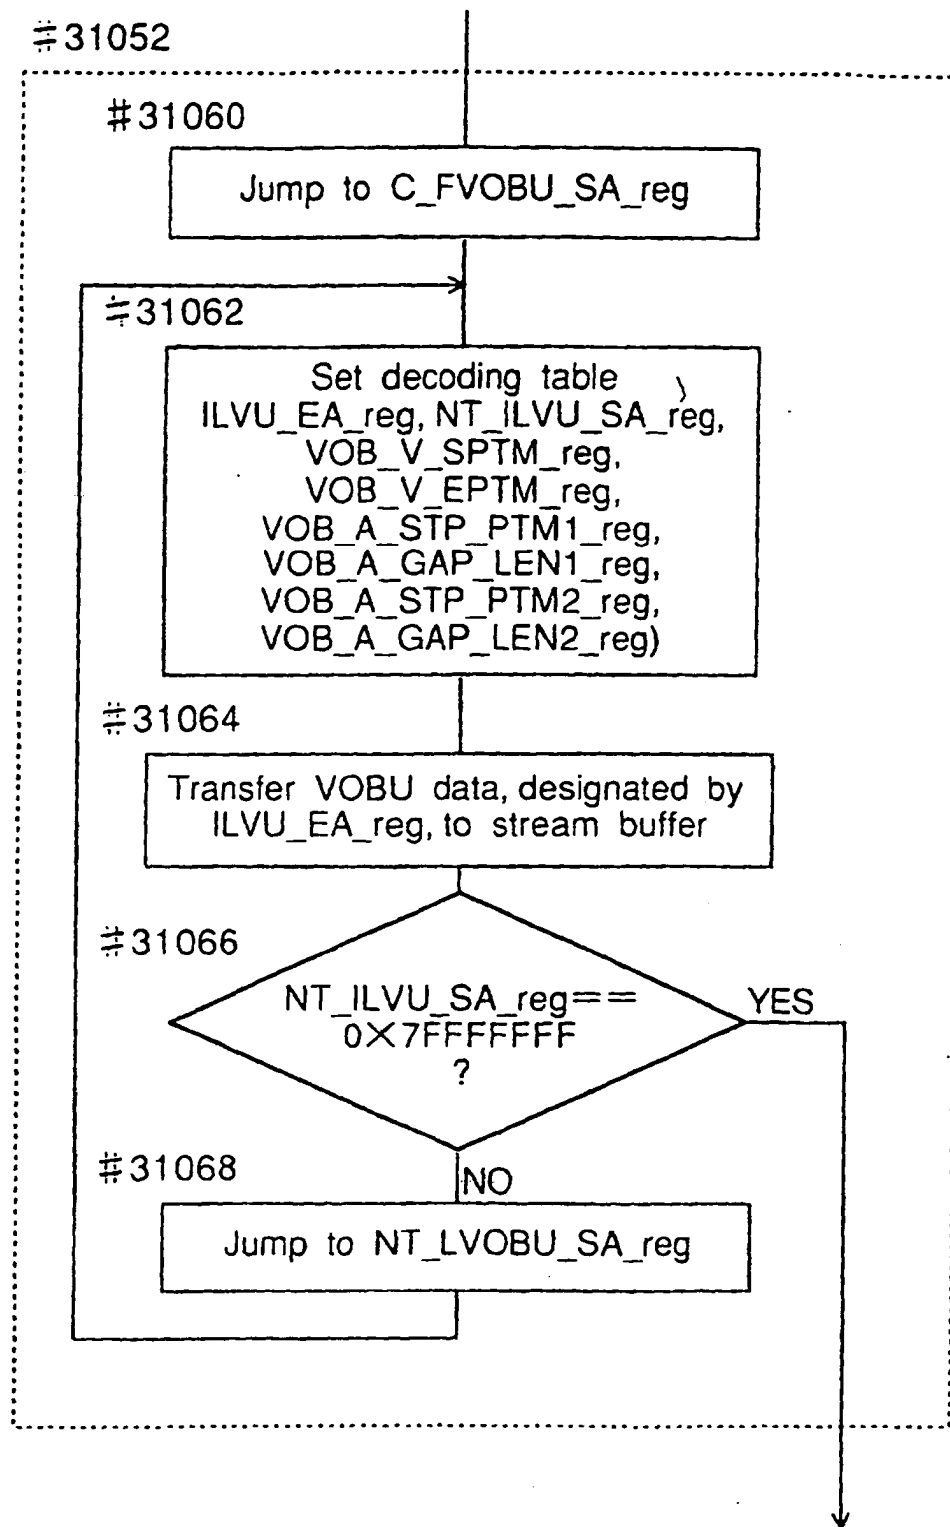 #31052
#31060
Jump to C_FVOBU_SA_reg
#31062
Set decoding table
ILVU_EA_reg, NT_ILVU_SA_reg,
VOB_V_SPTM_reg,
VOB_V_EPTM_reg,
VOB_A_STP_PTM1_reg,
VOB_A_GAP_LEN1_reg,
VOB_A_STP_PTM2_reg,
VOB_A_GAP_LEN2_reg)
#31064
Transfer VOBU data, designated by
ILVU_EA_reg, to stream buffer
#31066
NT_ILVU_SA_reg==
0X7FFFFFFF
?
YES
#31068
NO
Jump to NT_LVOBU_SA_reg